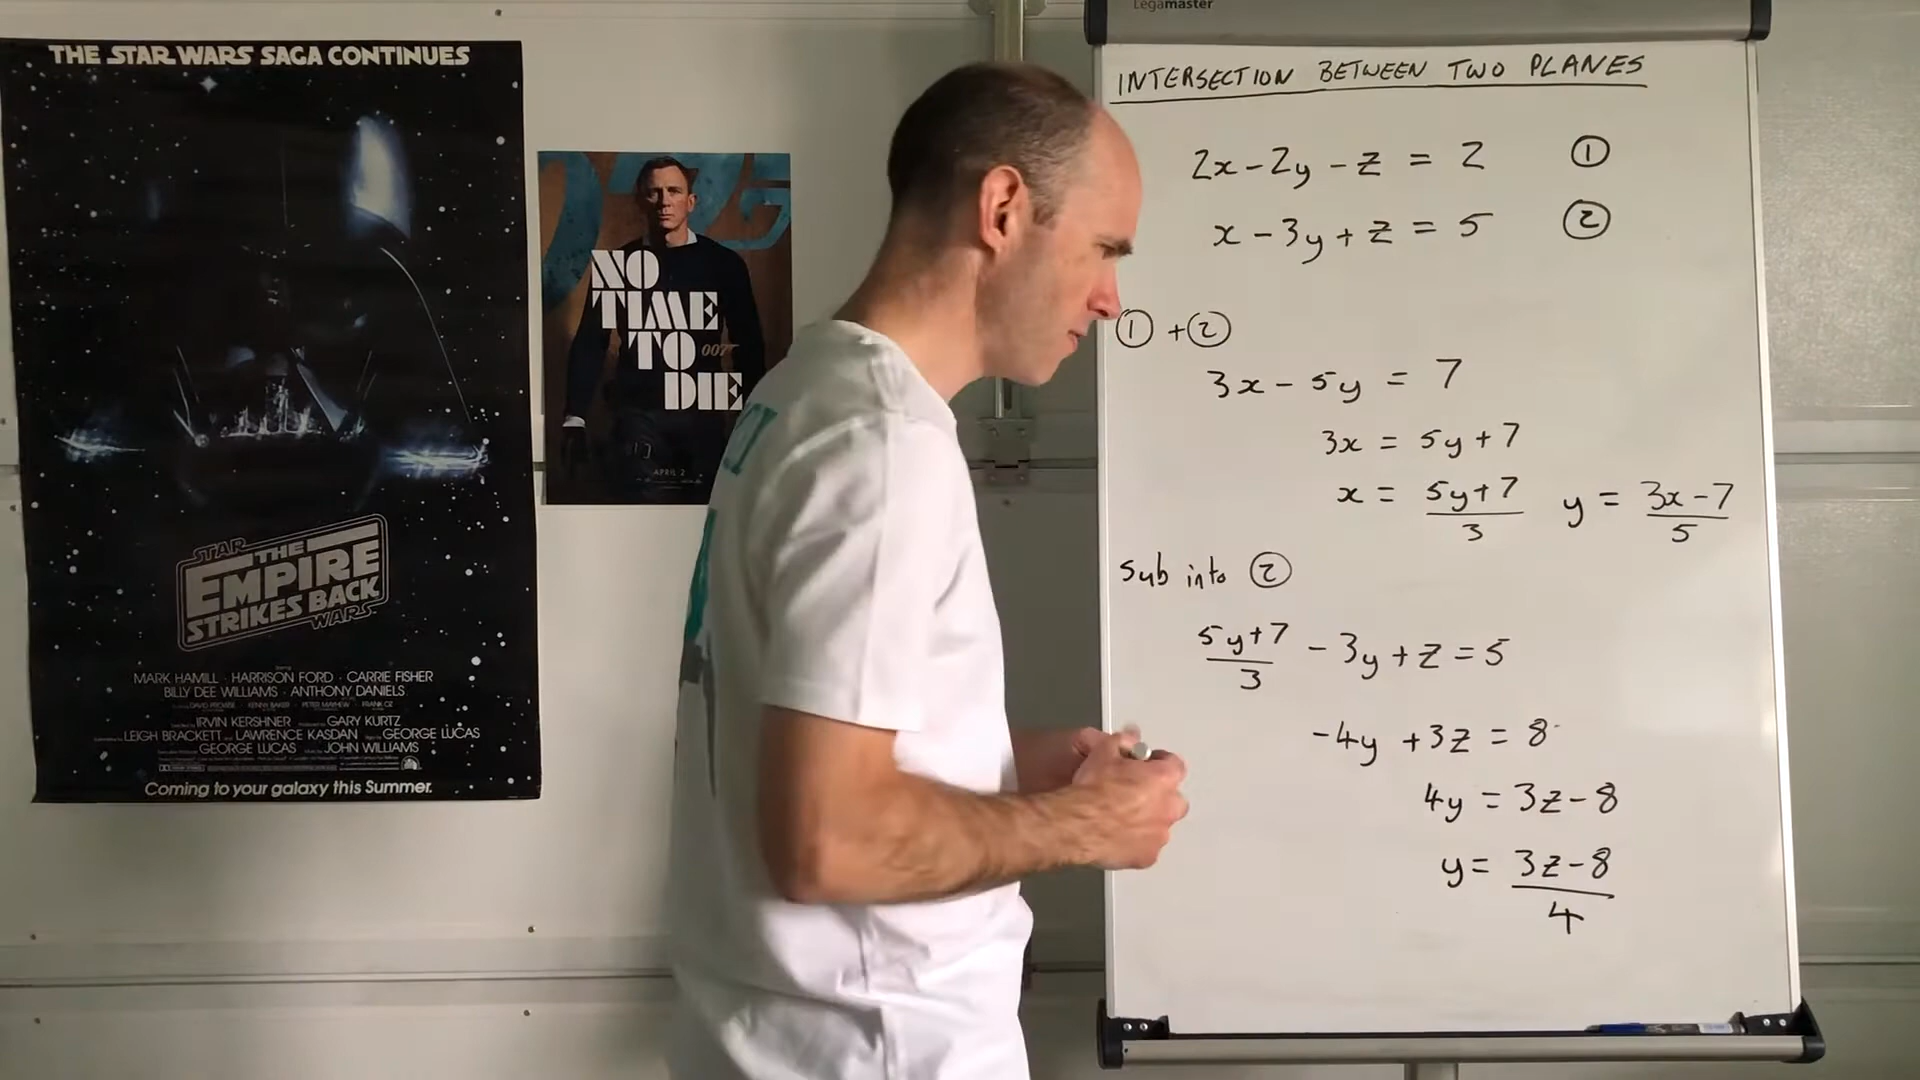 THE STAR WARS SAGA CONTINUES
STAR
THE
EMPIRE
STRIKES BACK
WARS
MARK HAMILL · HARRISON FORD · CARRIE FISHER
BILLY DEE WILLIAMS · ANTHONY DANIELS
IRVIN KERSHNER GARY KURTZ
LEIGH BRACKETT LAWRENCE KASDAN GEORGE LUCAS
GEORGE LUCAS JOHN WILLIAMS
Coming to your galaxy this Summer.
NO
TIME
TO 007
DIE
APRIL 2
Legamaster
INTERSECTION BETWEEN TWO PLANES
2x - 2y - z = 2 ①
x - 3y + z = 5 ②
① + ②
3x - 5y = 7
3x = 5y + 7
x = (5y+7)/3 y = (3x-7)/5
Sub into ②
(5y+7)/3 - 3y + z = 5
-4y + 3z = 8
4y = 3z - 8
y = (3z-8)/4